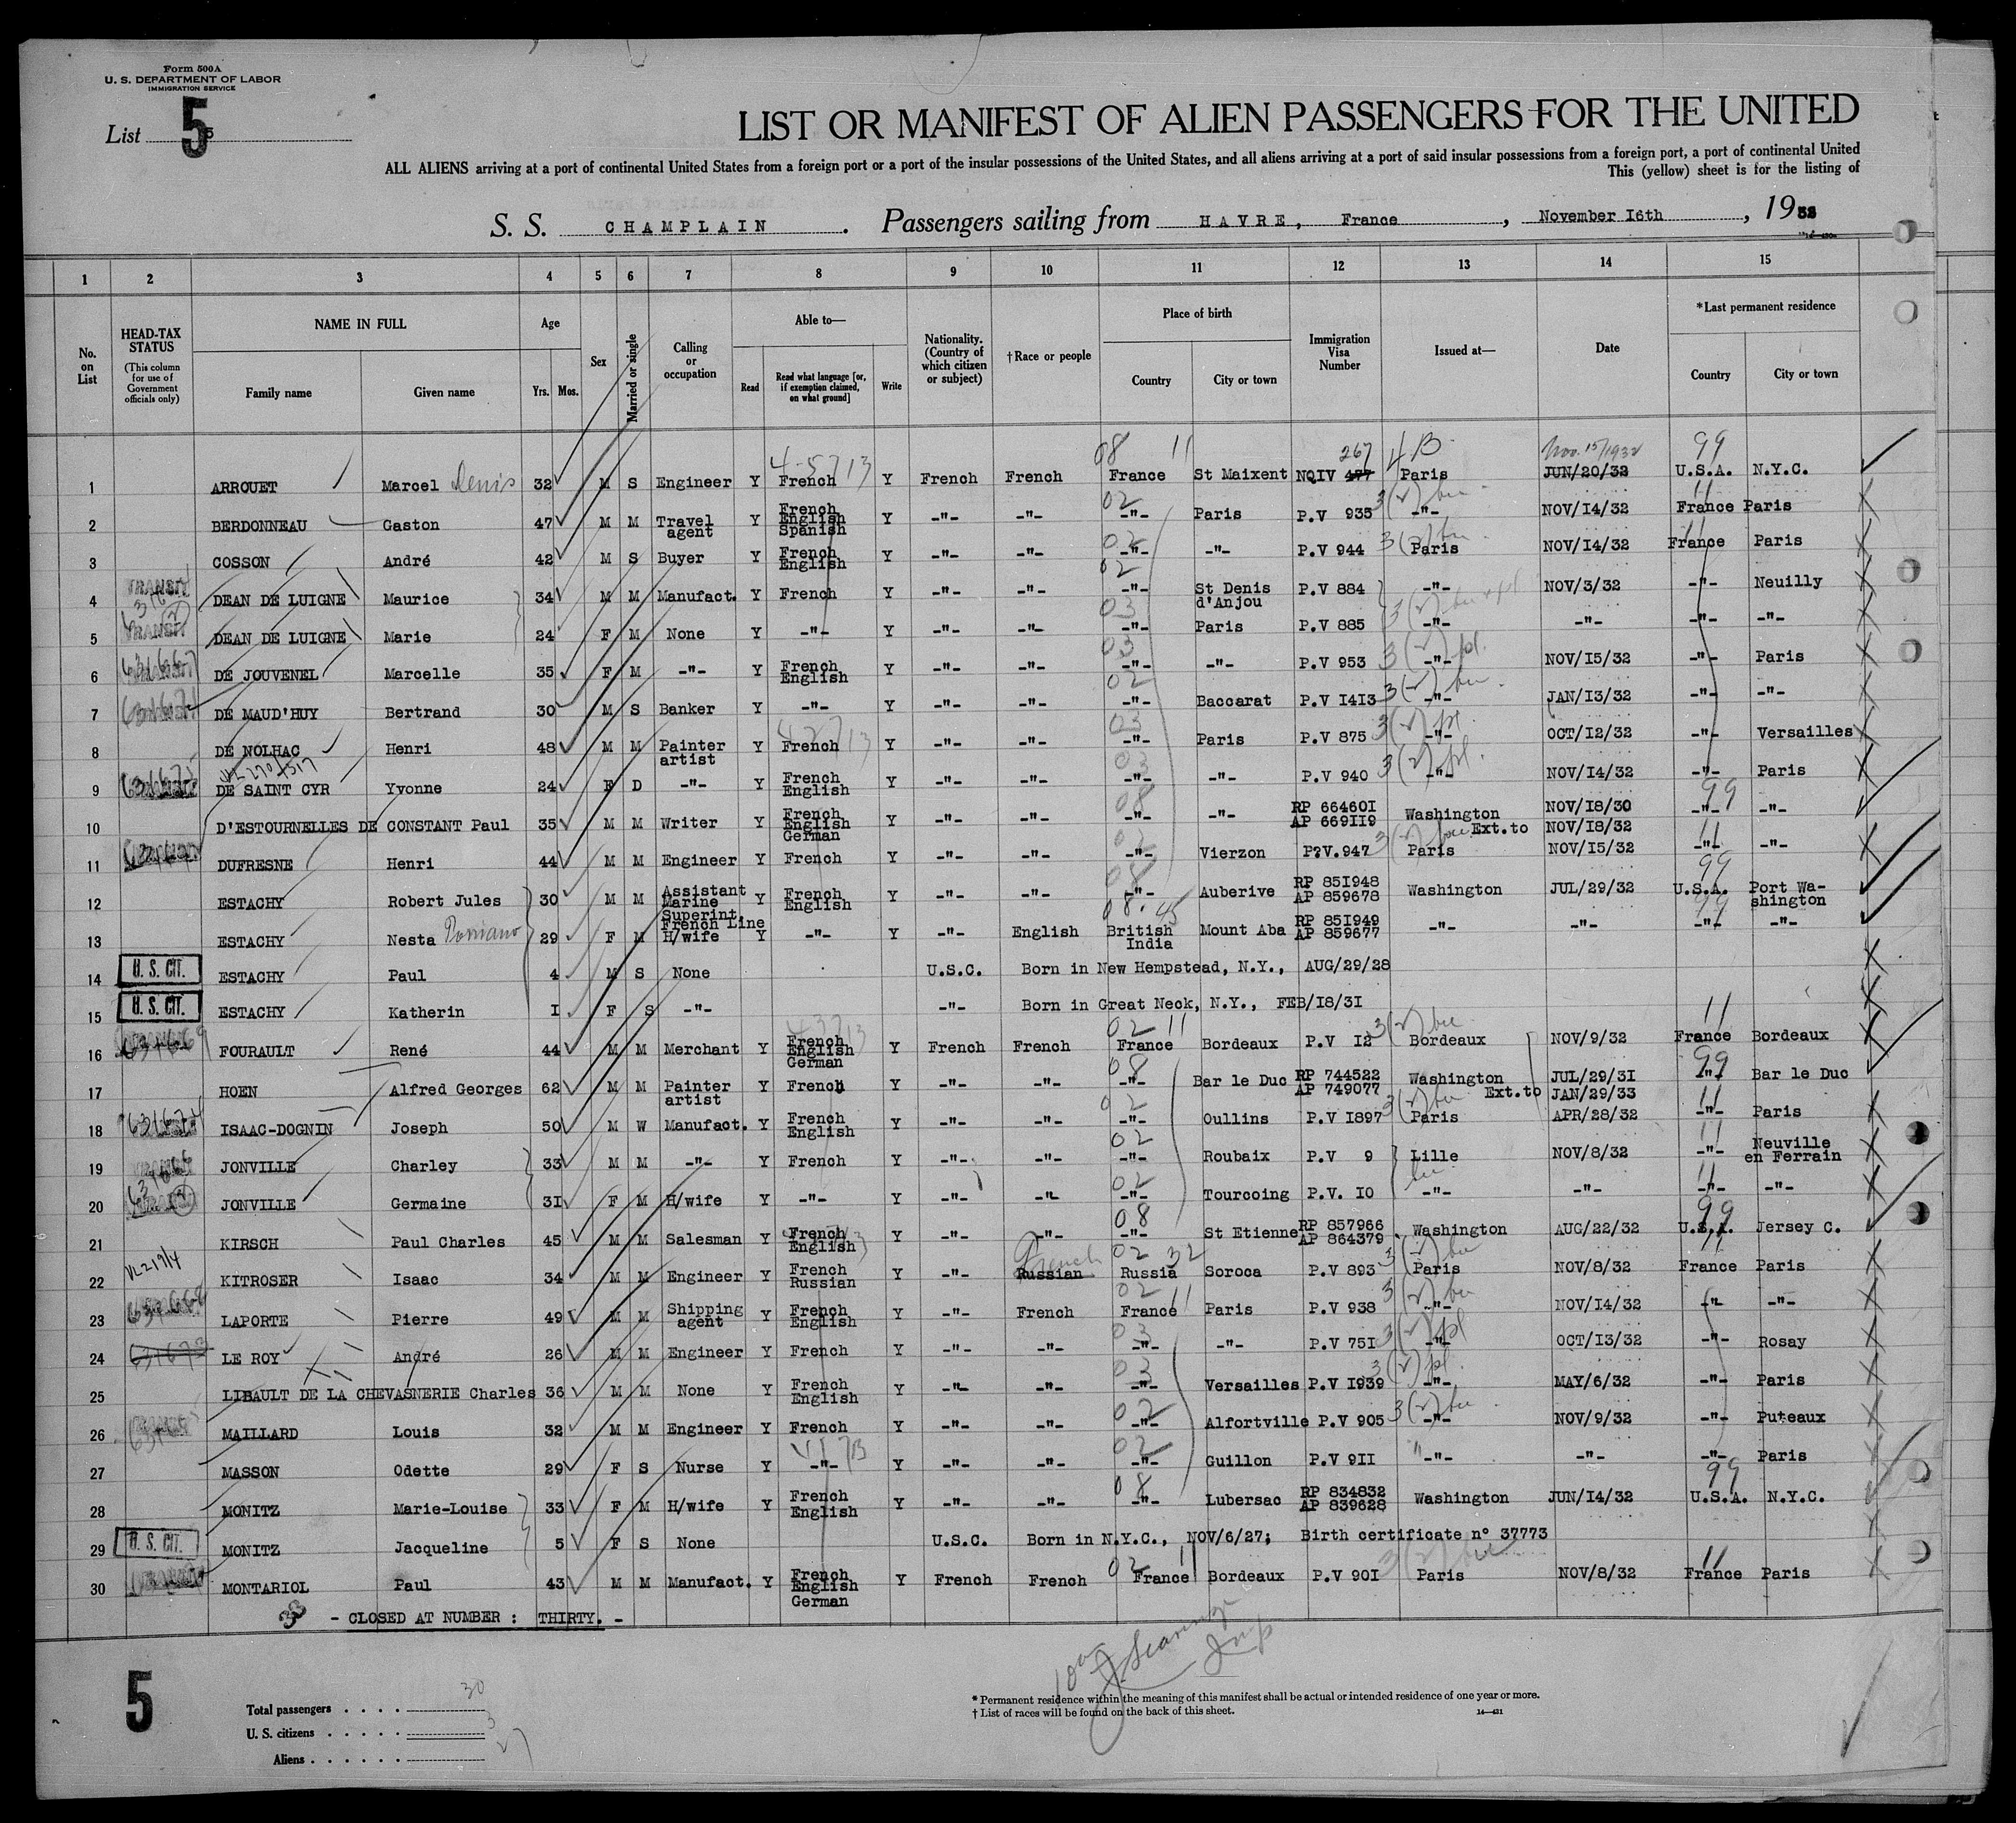 Form 500A
U. S. DEPARTMENT OF LABOR
IMMIGRATION SERVICE
List 5
LIST OR MANIFEST OF ALIEN PASSENGERS FOR THE UNITED
ALL ALIENS arriving at a port of continental United States from a foreign port or a port of the insular possessions of the United States, and all aliens arriving at a port of said insular possessions from a foreign port, a port of continental United
This (yellow) sheet is for the listing of
S. S. CHAMPLAIN. Passengers sailing from HAVRE, France, November 16th, 1932
1 2 3 4 5 6 7 8 9 10 11 12 13 14 15
No. on List
HEAD-TAX STATUS (This column for use of Government officials only)
NAME IN FULL Family name Given name
Age Yrs. Mos.
Sex
Married or single
Calling or occupation
Able to— Read Read what language [or, if exemption claimed, on what ground] Write
Nationality. (Country of which citizen or subject)
†Race or people
Place of birth Country City or town
Immigration Visa Number
Issued at—
Date
*Last permanent residence Country City or town
267 4B Nov. 15/1932 99
1 ARROUET Marcel Denis 32 M S Engineer Y French Y French French France St Maixent NQIV 477 Paris JUN/20/32 U.S.A. N.Y.C.
2 BERDONNEAU Gaston 47 M M Travel agent Y French English Spanish Y -"- -"- -"- Paris P.V 935 -"- NOV/14/32 France Paris
3 COSSON André 42 M S Buyer Y French English Y -"- -"- -"- -"- P.V 944 Paris NOV/14/32 France Paris
4 TRANSIT DEAN DE LUIGNE Maurice 34 M M Manufact. Y French Y -"- -"- -"- St Denis d'Anjou P.V 884 -"- NOV/3/32 -"- Neuilly
5 TRANSIT DEAN DE LUIGNE Marie 24 F M None Y -"- Y -"- -"- -"- Paris P.V 885 -"- -"- -"- -"-
6 DE JOUVENEL Marcelle 35 F M -"- Y French English Y -"- -"- -"- -"- P.V 953 -"- NOV/15/32 -"- Paris
7 DE MAUD'HUY Bertrand 30 M S Banker Y -"- Y -"- -"- -"- Baccarat P.V 1413 -"- JAN/13/32 -"- -"-
8 DE NOLHAC Henri 48 M M Painter artist Y French Y -"- -"- -"- Paris P.V 875 -"- OCT/12/32 -"- Versailles
9 DE SAINT CYR Yvonne 24 F D -"- Y French English Y -"- -"- -"- -"- P.V 940 -"- NOV/14/32 -"- Paris
10 D'ESTOURNELLES DE CONSTANT Paul 35 M M Writer Y French English German Y -"- -"- -"- -"- RP 664601 AP 669119 Washington Ext.to NOV/18/30 NOV/18/32 -"- -"-
11 DUFRESNE Henri 44 M M Engineer Y French Y -"- -"- -"- Vierzon P?V.947 Paris NOV/15/32 -"- -"-
12 ESTACHY Robert Jules 30 M M Assistant Marine Superint. French Line Y French English Y -"- -"- -"- Auberive RP 851948 AP 859678 Washington JUL/29/32 U.S.A. Port Wa-shington
13 ESTACHY Nesta 29 F M H/wife Y -"- Y -"- English British India Mount Aba RP 851949 AP 859677 -"- -"- -"- -"-
14 U.S. CIT. ESTACHY Paul 4 M S None U.S.C. Born in New Hempstead, N.Y., AUG/29/28
15 U.S. CIT. ESTACHY Katherin 1 F S -"- -"- Born in Great Neck, N.Y., FEB/18/31
16 FOURAULT René 44 M M Merchant Y French English German Y French French France Bordeaux P.V 12 Bordeaux NOV/9/32 France Bordeaux
17 HOEN Alfred Georges 62 M M Painter artist Y French Y -"- -"- -"- Bar le Duc RP 744522 AP 749077 Washington Ext.to JUL/29/31 JAN/29/33 -"- Bar le Duc
18 ISAAC-DOGNIN Joseph 50 M W Manufact. Y French English Y -"- -"- -"- Oullins P.V 1897 Paris APR/28/32 -"- Paris
19 JONVILLE Charley 33 M M -"- Y French Y -"- -"- -"- Roubaix P.V 9 Lille NOV/8/32 -"- Neuville en Ferrain
20 JONVILLE Germaine 31 F M H/wife Y -"- Y -"- -"- -"- Tourcoing P.V. 10 -"- -"- -"- -"-
21 KIRSCH Paul Charles 45 M M Salesman Y French English Y -"- -"- -"- St Etienne RP 857966 AP 864379 Washington AUG/22/32 U.S.A. Jersey C.
22 KITROSER Isaac 34 M M Engineer Y French Russian Y -"- Russian French Russia Soroca P.V 893 Paris NOV/8/32 France Paris
23 LAPORTE Pierre 49 M M Shipping agent Y French English Y -"- French France Paris P.V 938 -"- NOV/14/32 -"- -"-
24 LE ROY André 26 M M Engineer Y French Y -"- -"- -"- -"- P.V 751 -"- OCT/13/32 -"- Rosay
25 LIBAULT DE LA CHEVASNERIE Charles 36 M M None Y French English Y -"- -"- -"- Versailles P.V 1939 -"- MAY/6/32 -"- Paris
26 MAILLARD Louis 32 M M Engineer Y French Y -"- -"- -"- Alfortville P.V 905 -"- NOV/9/32 -"- Puteaux
27 MASSON Odette 29 F S Nurse Y -"- Y -"- -"- -"- Guillon P.V 911 -"- -"- -"- Paris
28 MONITZ Marie-Louise 33 F M H/wife Y French English Y -"- -"- -"- Lubersac RP 834832 AP 839628 Washington JUN/14/32 U.S.A. N.Y.C.
29 U.S. CIT. MONITZ Jacqueline 5 F S None U.S.C. Born in N.Y.C., NOV/6/27; Birth certificate n° 37773
30 MONTARIOL Paul 43 M M Manufact. Y French English German Y French French France Bordeaux P.V 901 Paris NOV/8/32 France Paris
- CLOSED AT NUMBER : THIRTY. -
5
Total passengers . . . . 30
U. S. citizens . . . . . 3
Aliens . . . . . . 27
* Permanent residence within the meaning of this manifest shall be actual or intended residence of one year or more.
† List of races will be found on the back of this sheet.
14—431